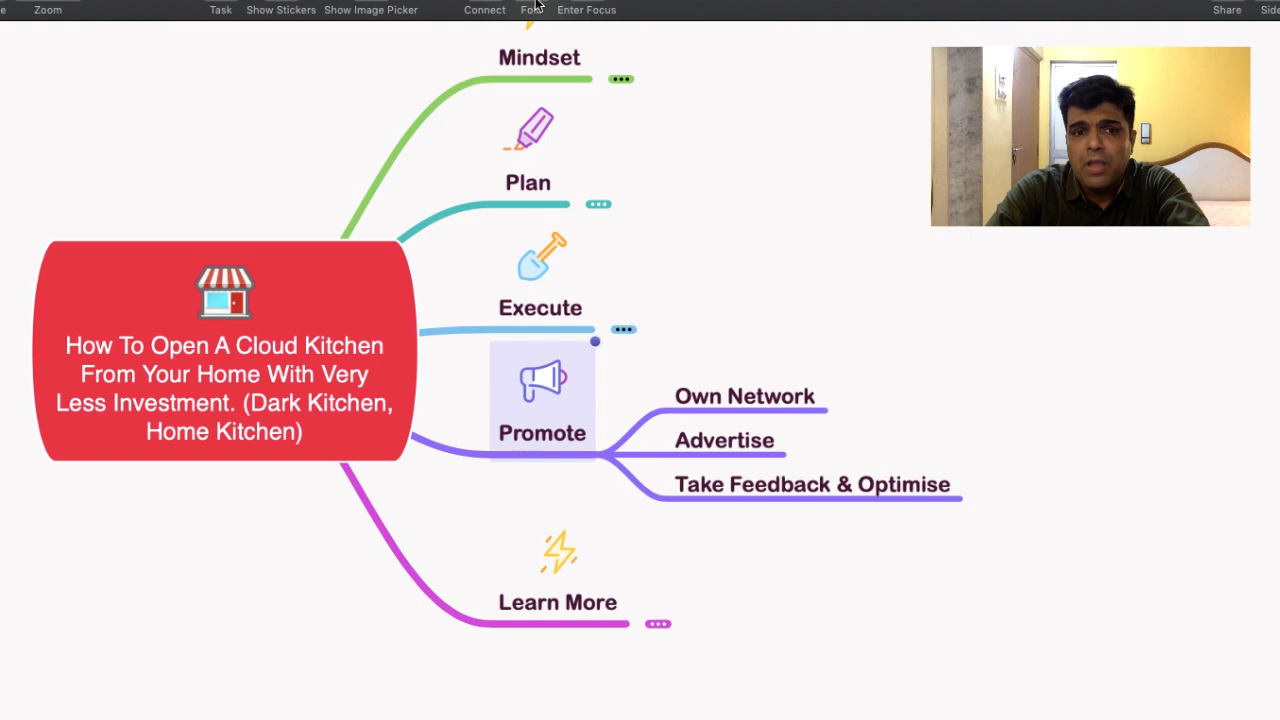 Zoom
Task
Show Stickers
Show Image Picker
Connect
Enter Focus
Share
Mindset
Plan
Execute
How To Open A Cloud Kitchen
From Your Home With Very
Less Investment. (Dark Kitchen,
Home Kitchen)
Promote
Own Network
Advertise
Take Feedback & Optimise
Learn More